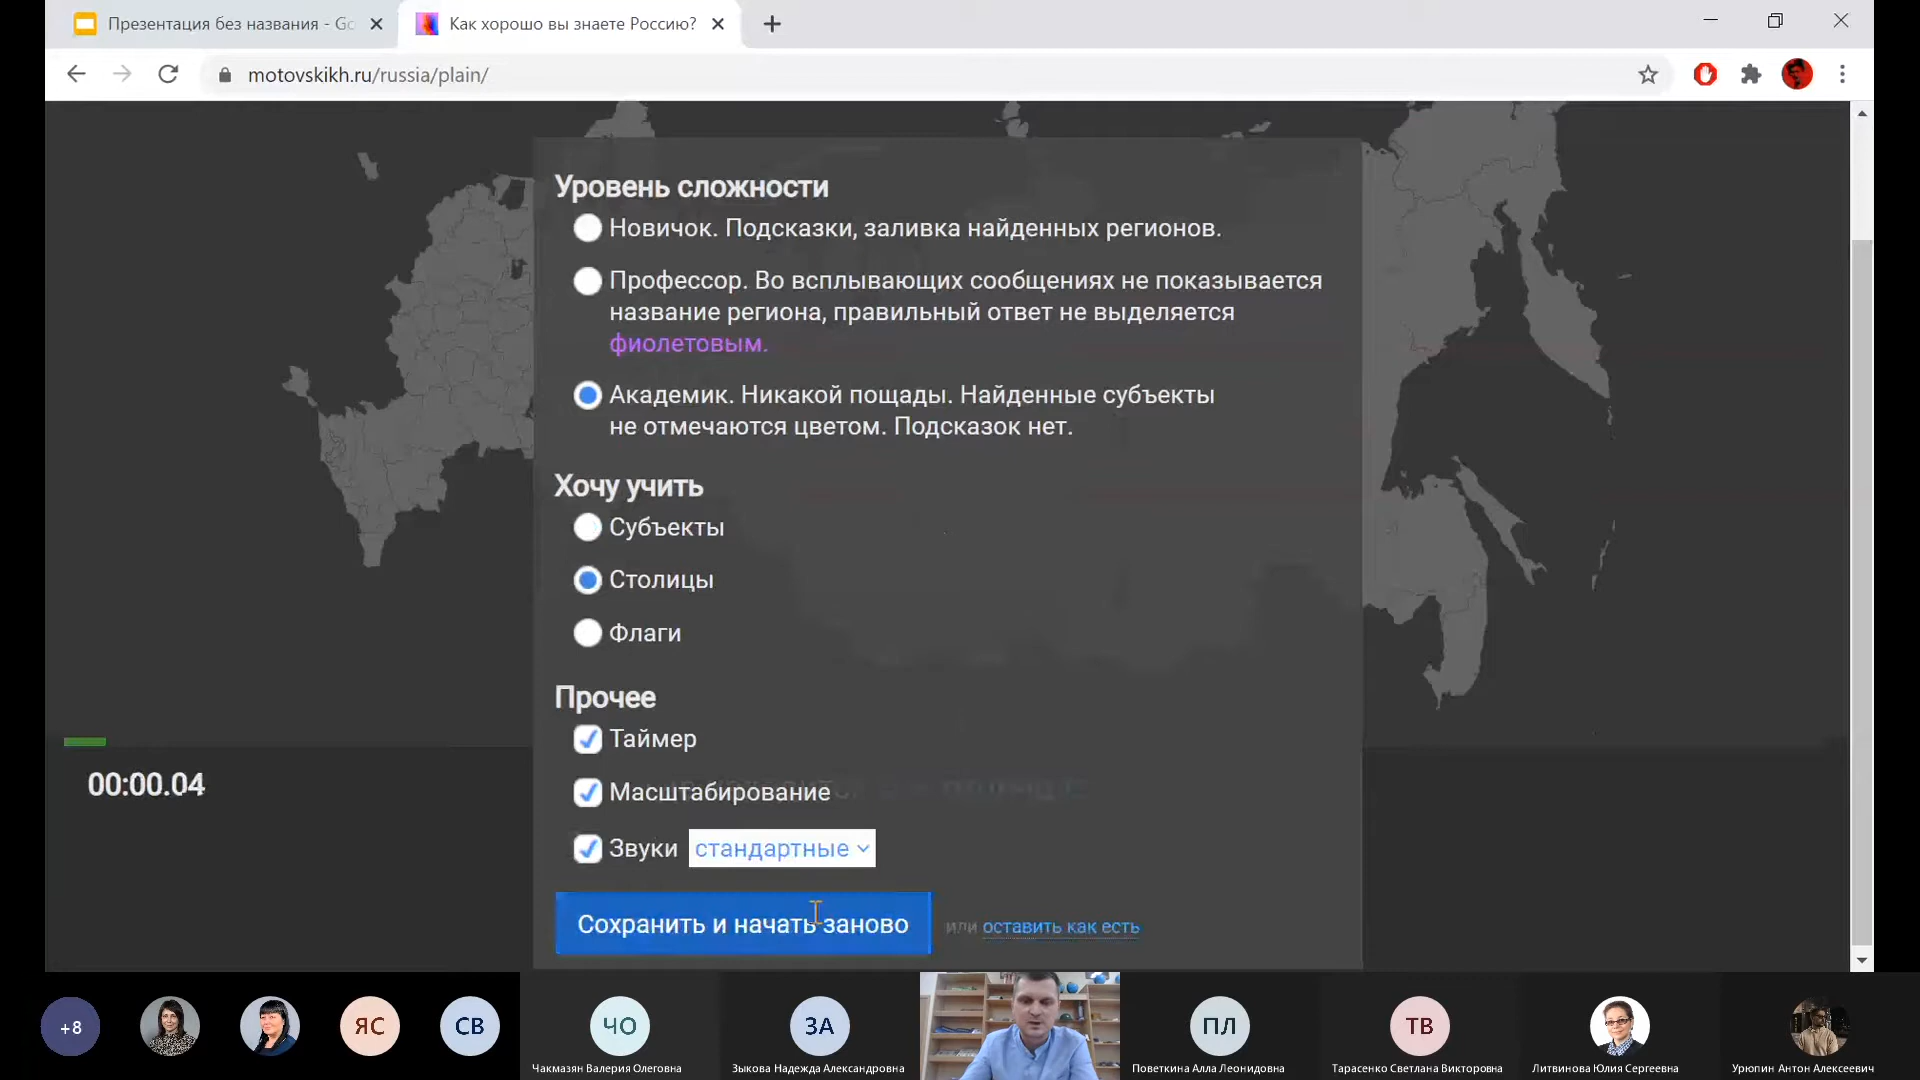 Презентация без названия - Go
Как хорошо вы знаете Россию?
motovskikh.ru/russia/plain/
Уровень сложности
Новичок. Подсказки, заливка найденных регионов.
Профессор. Во всплывающих сообщениях не показывается
название региона, правильный ответ не выделяется
фиолетовым.
Академик. Никакой пощады. Найденные субъекты
не отмечаются цветом. Подсказок нет.
Хочу учить
Субъекты
Столицы
Флаги
Прочее
Таймер
00:00.04
Масштабирование
Звуки стандартные
Сохранить и начать заново или оставить как есть
+8
ЯС
СВ
ЧО
ЗА
ПЛ
ТВ
Чакмазян Валерия Олеговна
Зыкова Надежда Александровна
Поветкина Алла Леонидовна
Тарасенко Светлана Викторовна
Литвинова Юлия Сергеевна
Урюпин Антон Алексеевич